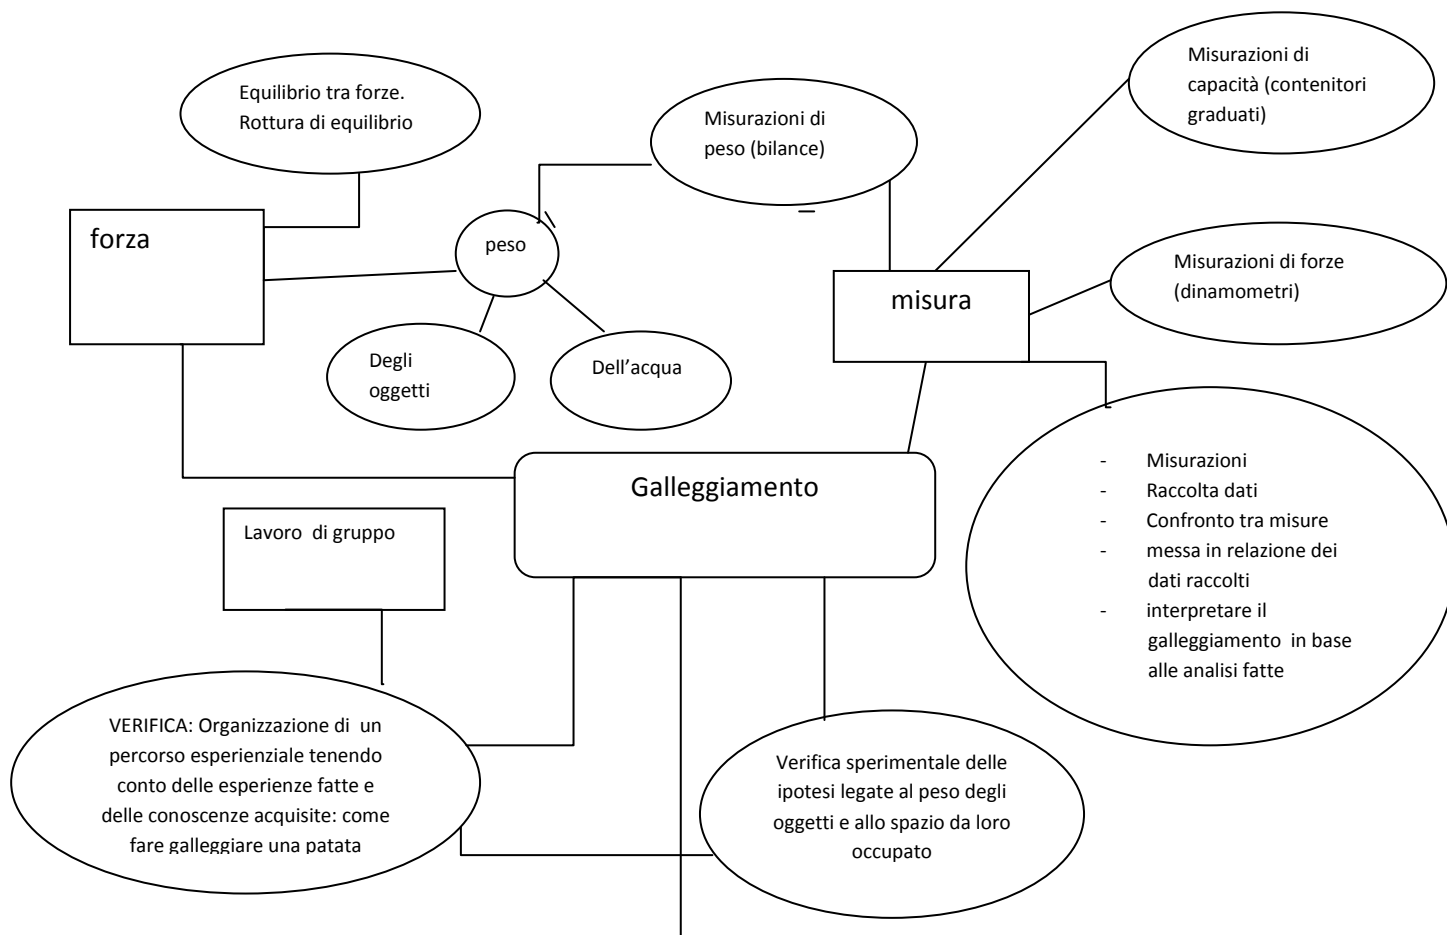 Misurazioni di
capacità (contenitori
graduati)
Equilibrio tra forze.
Rottura di equilibrio
Misurazioni di
peso (bilance)
forza
peso
Misurazioni di forze
(dinamometri)
misura
Degli
oggetti
Dell’acqua
Galleggiamento
- Misurazioni
- Raccolta dati
- Confronto tra misure
- messa in relazione dei
dati raccolti
- interpretare il
galleggiamento in base
alle analisi fatte
Lavoro di gruppo
VERIFICA: Organizzazione di un
percorso esperienziale tenendo
conto delle esperienze fatte e
delle conoscenze acquisite: come
fare galleggiare una patata
Verifica sperimentale delle
ipotesi legate al peso degli
oggetti e allo spazio da loro
occupato